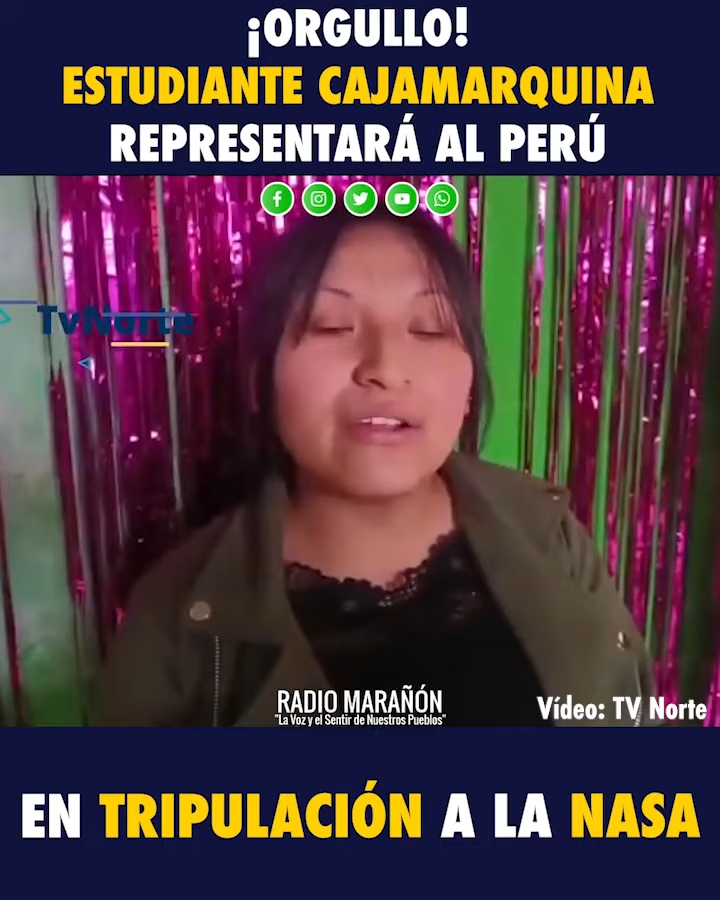 ¡ORGULLO!
ESTUDIANTE CAJAMARQUINA
REPRESENTARÁ AL PERÚ
TvNorte
RADIO MARAÑÓN
"La Voz y el Sentir de Nuestros Pueblos"
Vídeo: TV Norte
EN TRIPULACIÓN A LA NASA